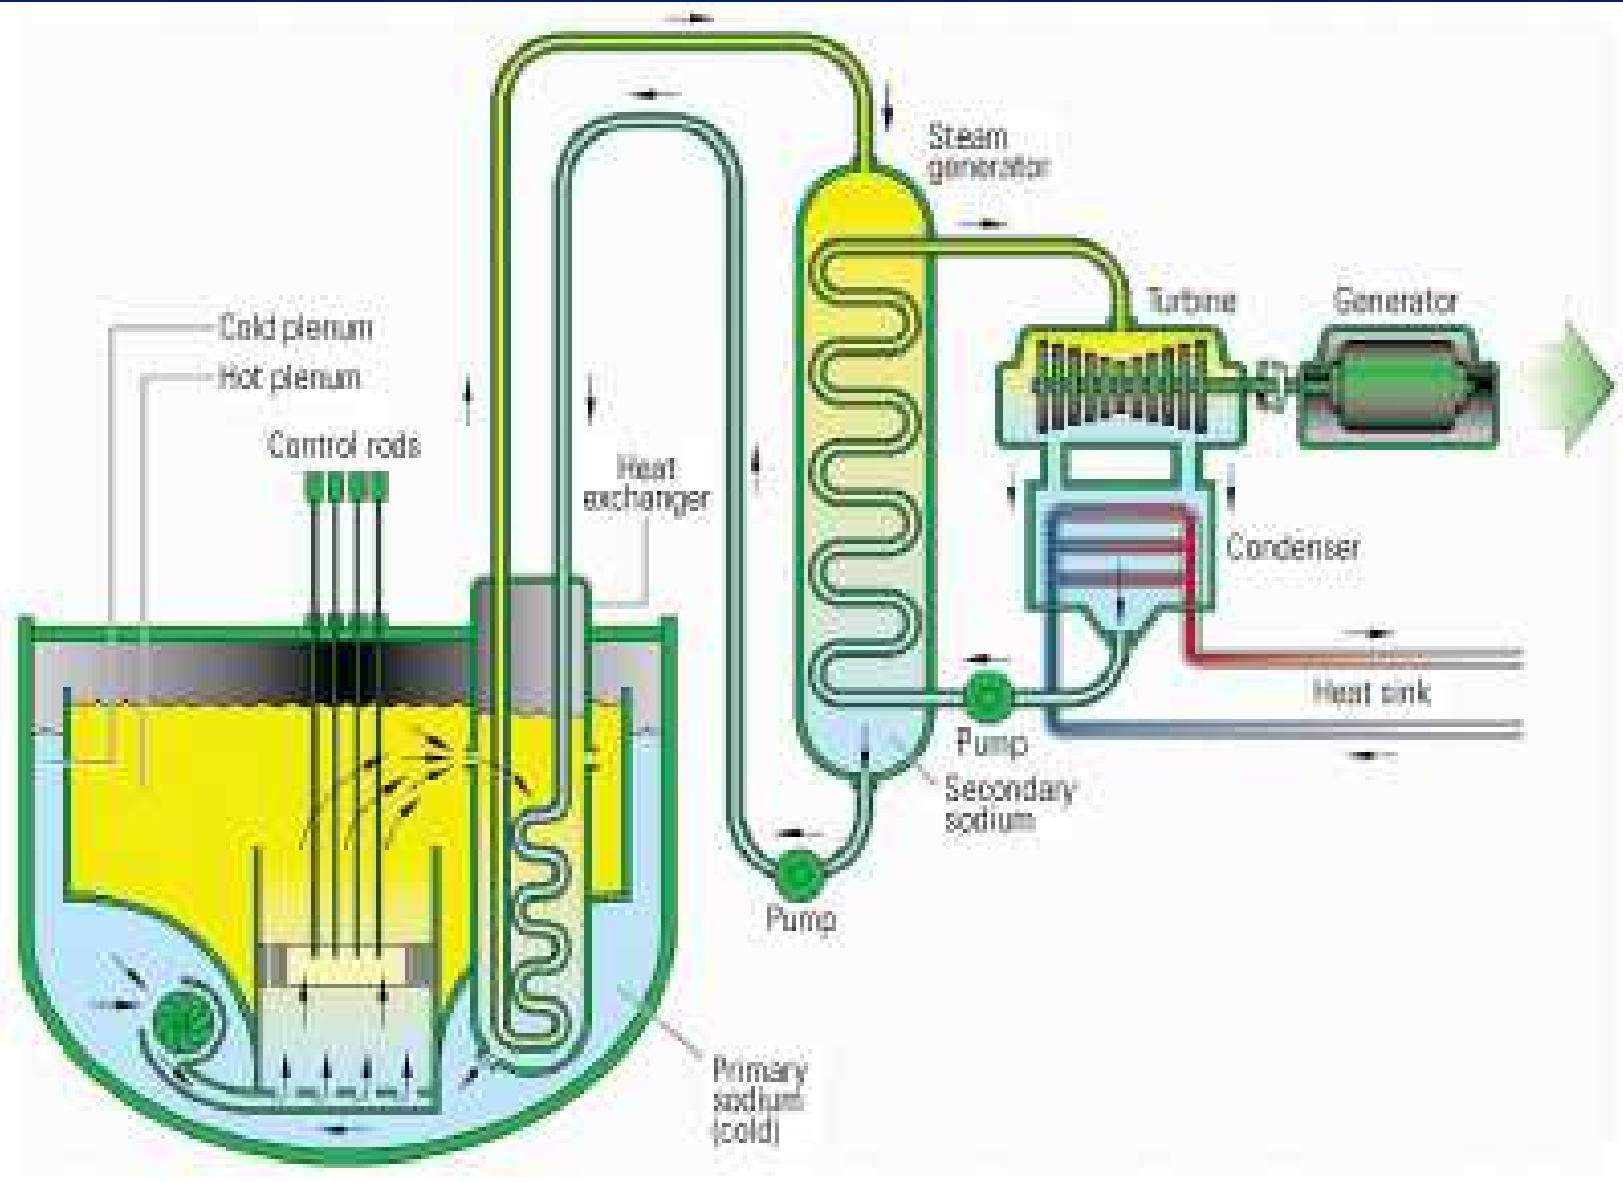 Steam
generator
Turbine
Generator
Cold plenum
Hot plenum
Control rods
Heat
exchanger
Condenser
Heat sink
Pump
Secondary
sodium
Pump
Primary
sodium
(cold)